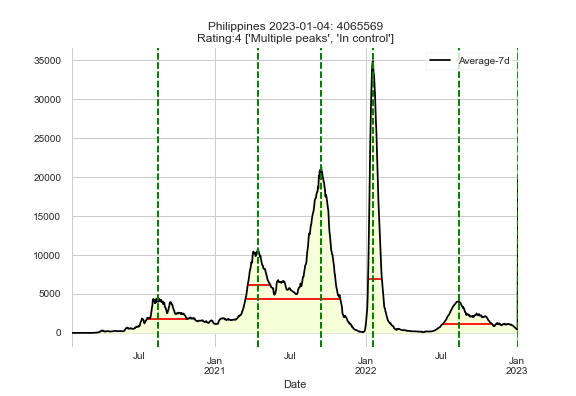 Philippines 2023-01-04: 4065569
Rating:4 ['Multiple peaks', 'In control']
Average-7d
35000
30000
25000
20000
15000
10000
5000
0
Jul
Jan
2021
Jul
Jan
2022
Jul
Jan
2023
Date